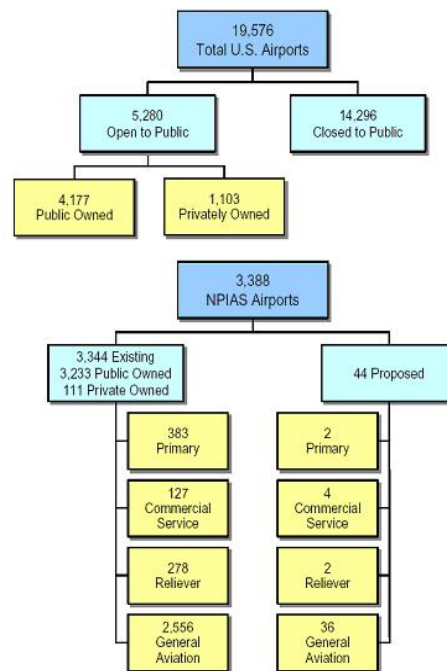 19,576
Total U.S. Airports
5,280
Open to Public
14,296
Closed to Public
4,177
Public Owned
1,103
Privately Owned
3,388
NPIAS Airports
3,344 Existing
3,233 Public Owned
111 Private Owned
44 Proposed
383
Primary
2
Primary
127
Commercial
Service
4
Commercial
Service
278
Reliever
2
Reliever
2,556
General
Aviation
36
General
Aviation